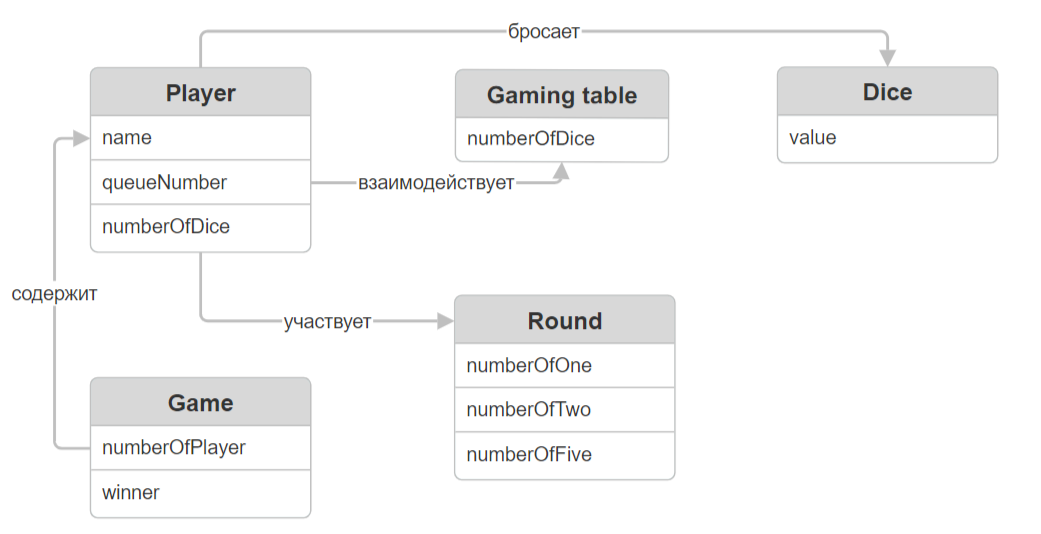 бросает
Player
name
queueNumber
numberOfDice
Gaming table
numberOfDice
Dice
value
взаимодействует
содержит
участвует
Round
numberOfOne
numberOfTwo
numberOfFive
Game
numberOfPlayer
winner